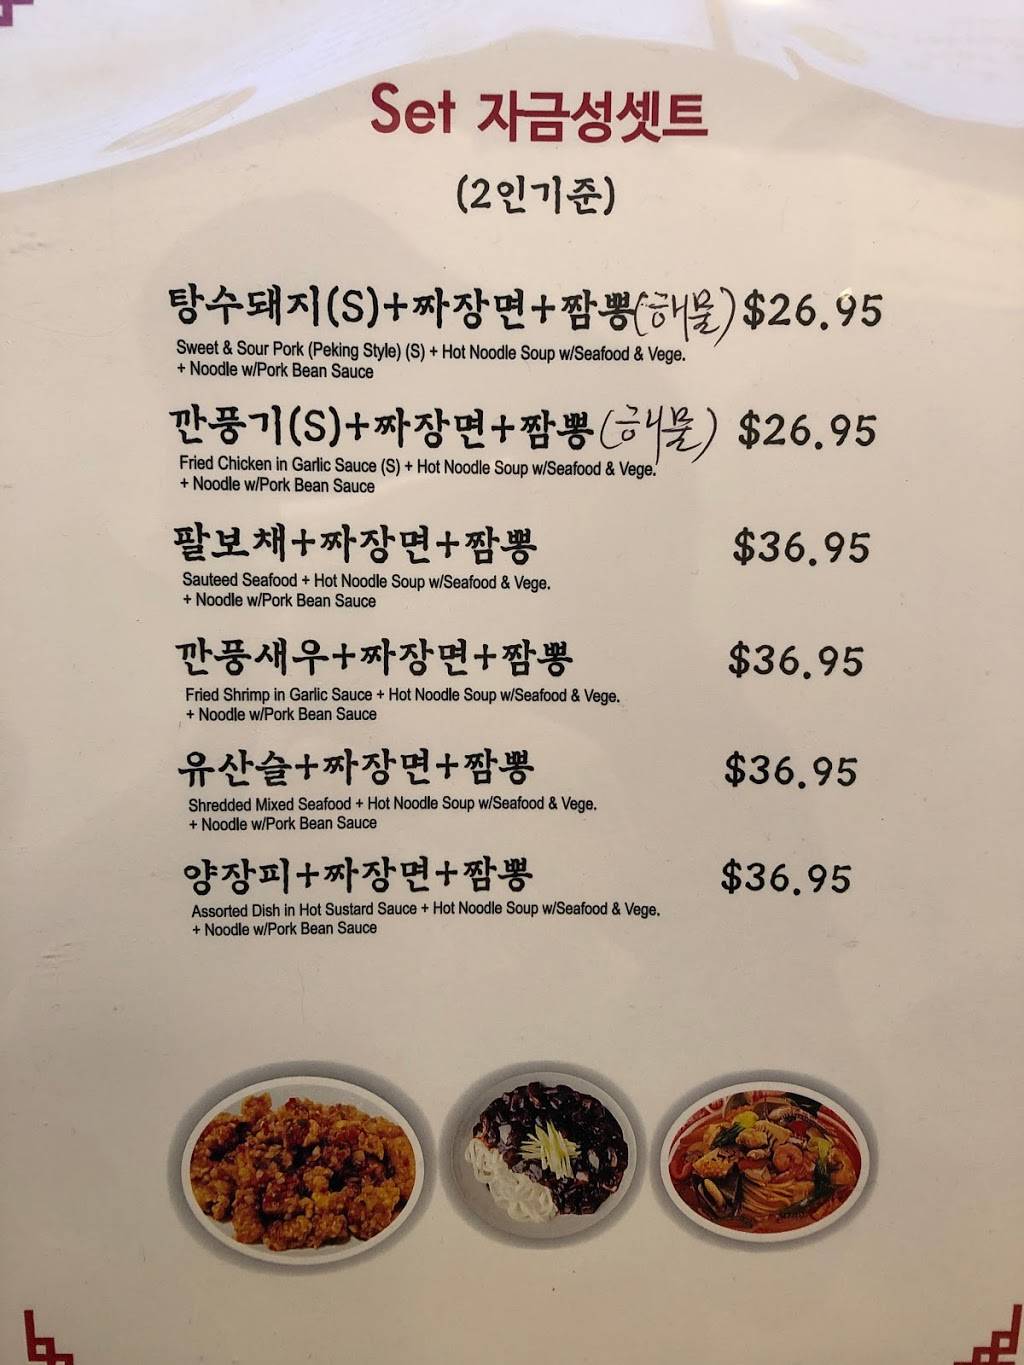 Set 자금성셋트
(2인기준)
탕수돼지(S)+짜장면+짬뽕(해물) $26.95
Sweet & Sour Pork (Peking Style) (S) + Hot Noodle Soup w/Seafood & Vege.
+ Noodle w/Pork Bean Sauce
깐풍기(S)+짜장면+짬뽕(해물) $26.95
Fried Chicken in Garlic Sauce (S) + Hot Noodle Soup w/Seafood & Vege.
+ Noodle w/Pork Bean Sauce
팔보채+짜장면+짬뽕 $36.95
Sauteed Seafood + Hot Noodle Soup w/Seafood & Vege.
+ Noodle w/Pork Bean Sauce
깐풍새우+짜장면+짬뽕 $36.95
Fried Shrimp in Garlic Sauce + Hot Noodle Soup w/Seafood & Vege.
+ Noodle w/Pork Bean Sauce
유산슬+짜장면+짬뽕 $36.95
Shredded Mixed Seafood + Hot Noodle Soup w/Seafood & Vege.
+ Noodle w/Pork Bean Sauce
양장피+짜장면+짬뽕 $36.95
Assorted Dish in Hot Sustard Sauce + Hot Noodle Soup w/Seafood & Vege.
+ Noodle w/Pork Bean Sauce